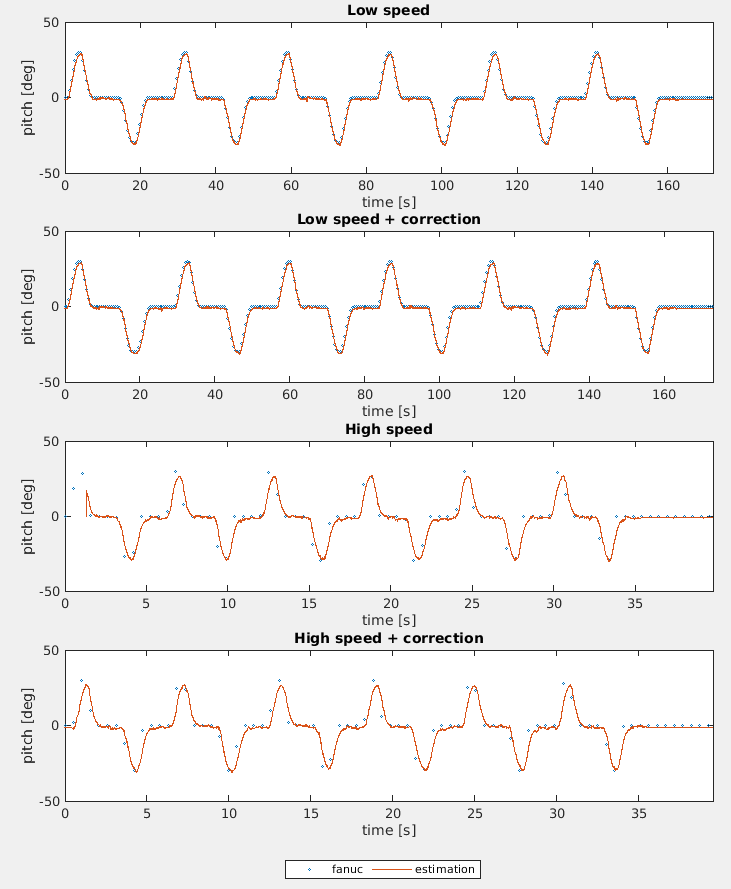 Low speed
50
0
-50
pitch [deg]
0 20 40 60 80 100 120 140 160
time [s]
Low speed + correction
50
0
-50
pitch [deg]
0 20 40 60 80 100 120 140 160
time [s]
High speed
50
0
-50
pitch [deg]
0 5 10 15 20 25 30 35
time [s]
High speed + correction
50
0
-50
pitch [deg]
0 5 10 15 20 25 30 35
time [s]
fanuc estimation